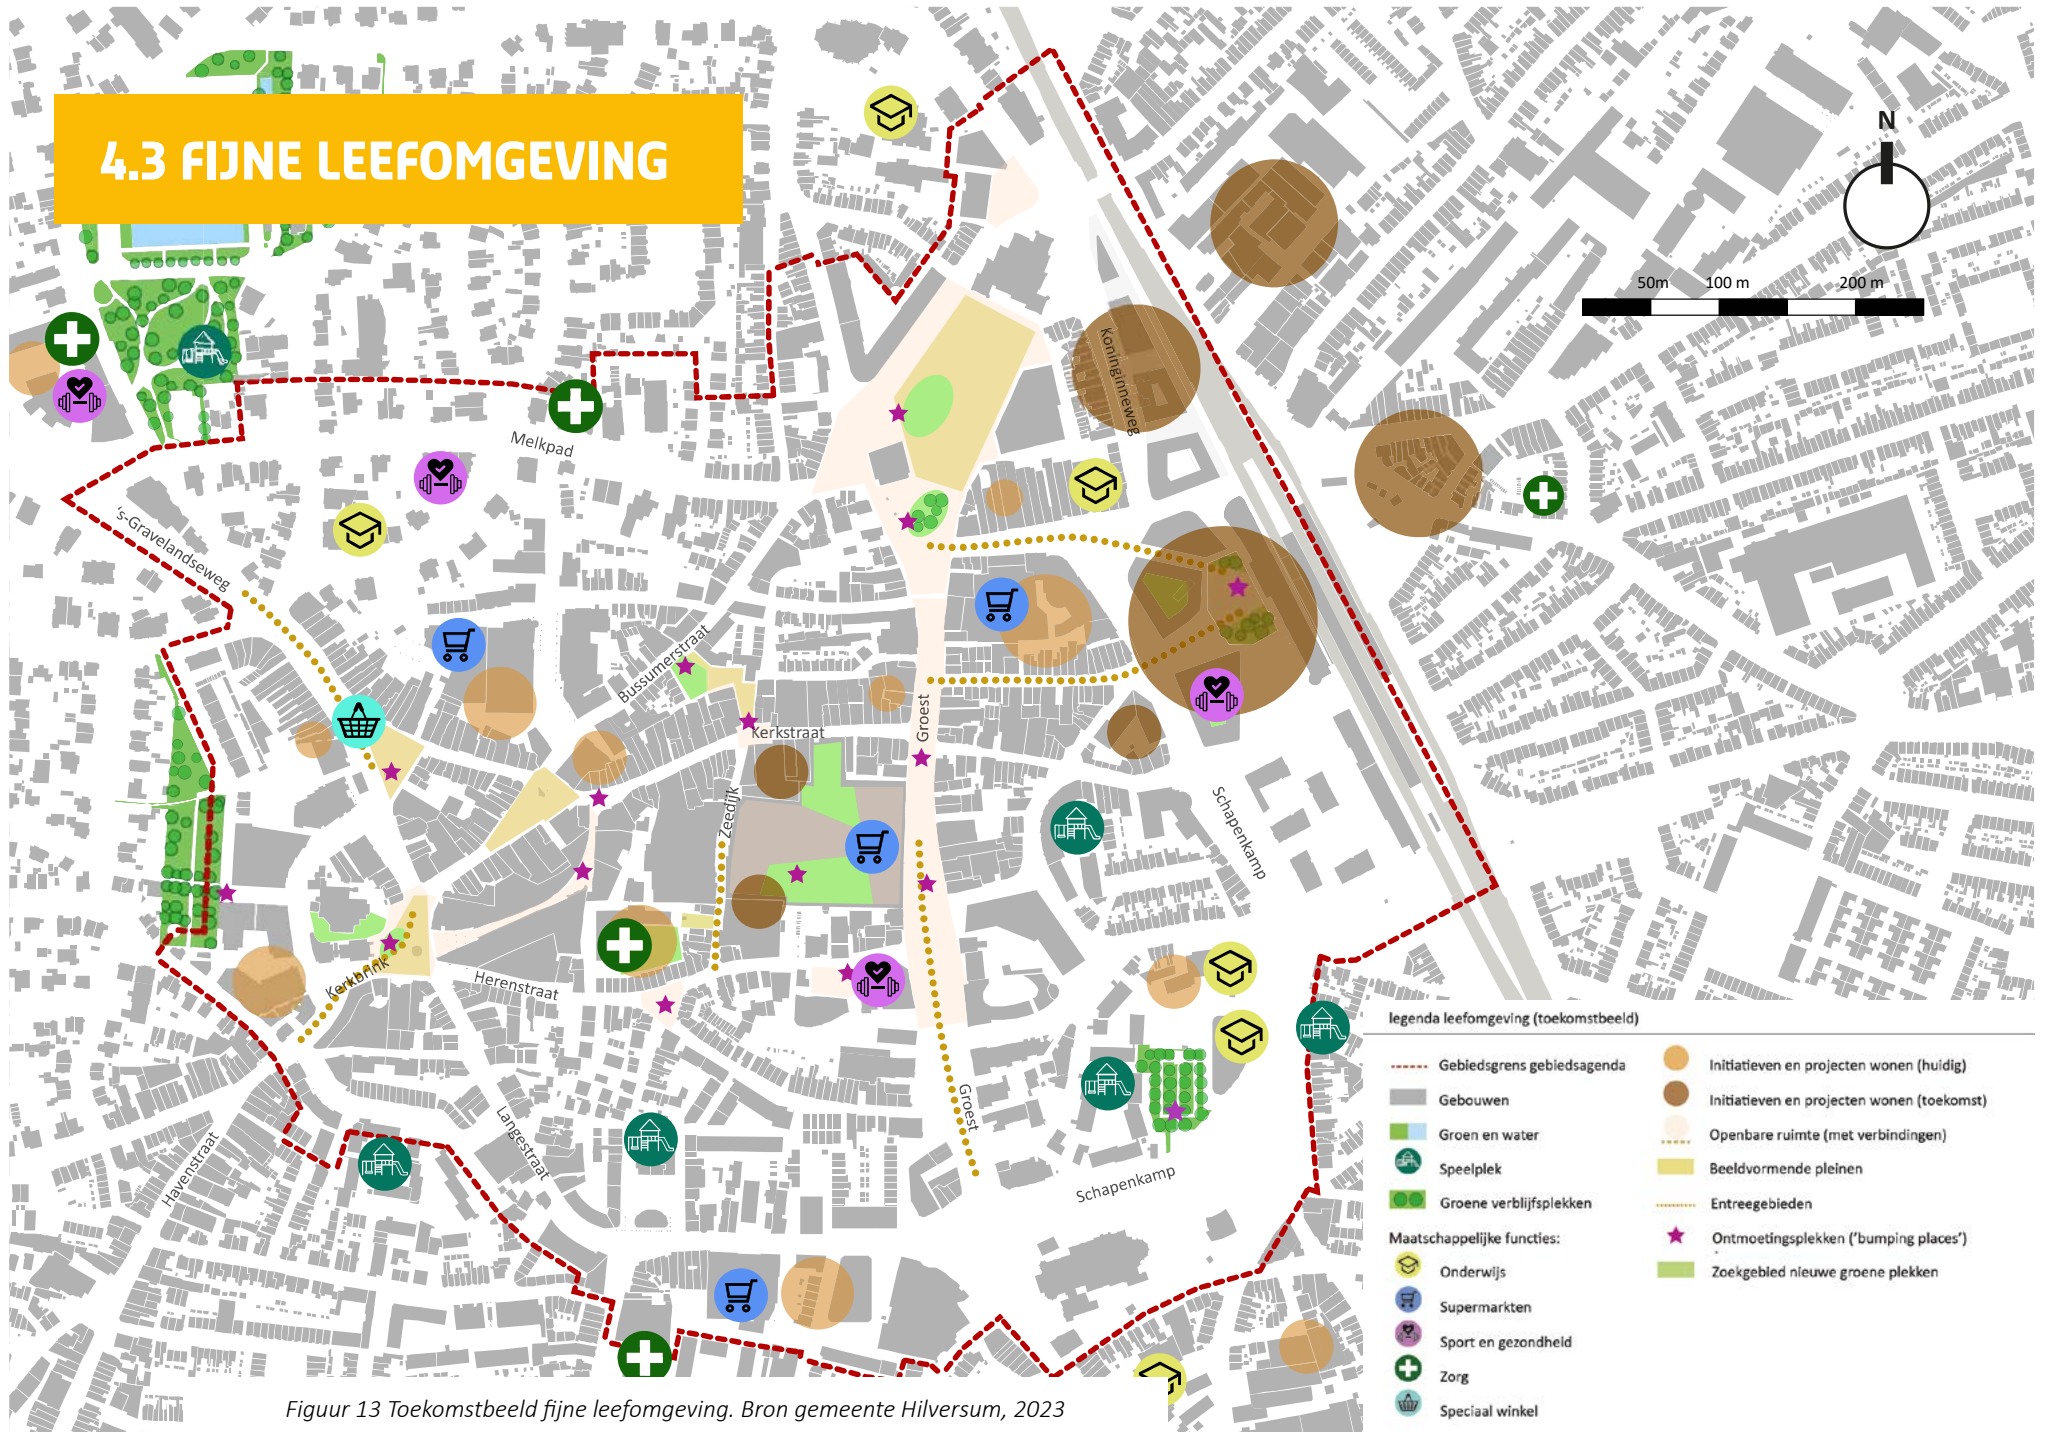 4.3 FIJNE LEEFOMGEVING
N
50m 100 m 200 m
Koninginneweg
Melkpad
's-Gravelandseweg
Bussumerstraat
Kerkstraat
Groest
Zeedijk
Schapenkamp
Kerkbrink
Herenstraat
Langestraat
Havenstraat
Groest
Schapenkamp
legenda leefomgeving (toekomstbeeld)
Gebiedsgrens gebiedsagenda
Gebouwen
Groen en water
Speelplek
Groene verblijfsplekken
Maatschappelijke functies:
Onderwijs
Supermarkten
Sport en gezondheid
Zorg
Speciaal winkel
Initiatieven en projecten wonen (huidig)
Initiatieven en projecten wonen (toekomst)
Openbare ruimte (met verbindingen)
Beeldvormende pleinen
Entreegebieden
Ontmoetingsplekken ('bumping places')
Zoekgebied nieuwe groene plekken
Figuur 13 Toekomstbeeld fijne leefomgeving. Bron gemeente Hilversum, 2023